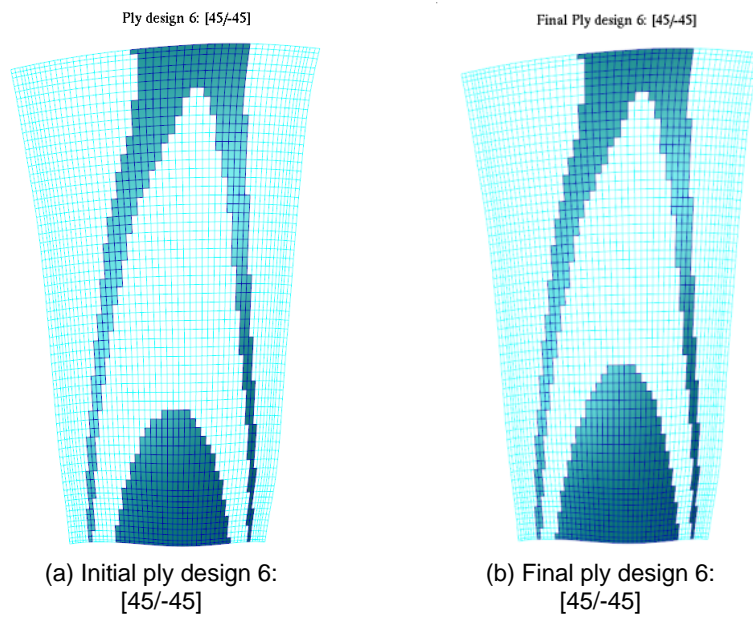 Ply design 6: [45/-45]
Final Ply design 6: [45/-45]
(a) Initial ply design 6:
[45/-45]
(b) Final ply design 6:
[45/-45]